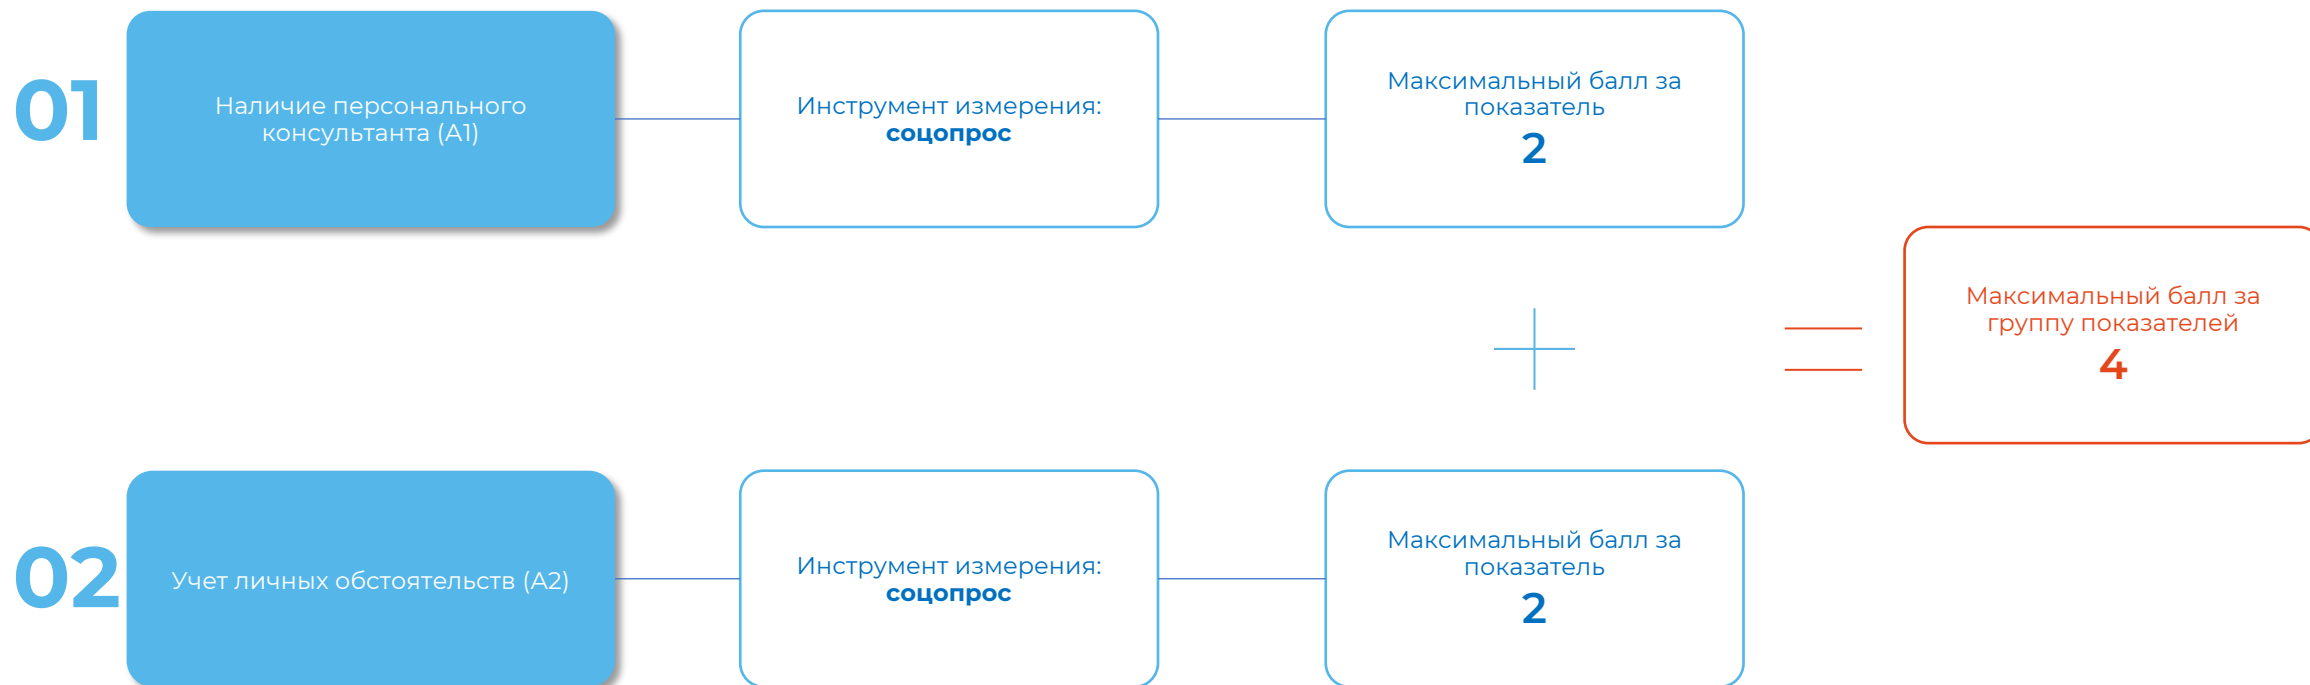 01
Наличие персонального
консультанта (А1)
Инструмент измерения:
соцопрос
Максимальный балл за
показатель
2
Максимальный балл за
группу показателей
4
02
Учет личных обстоятельств (А2)
Инструмент измерения:
соцопрос
Максимальный балл за
показатель
2